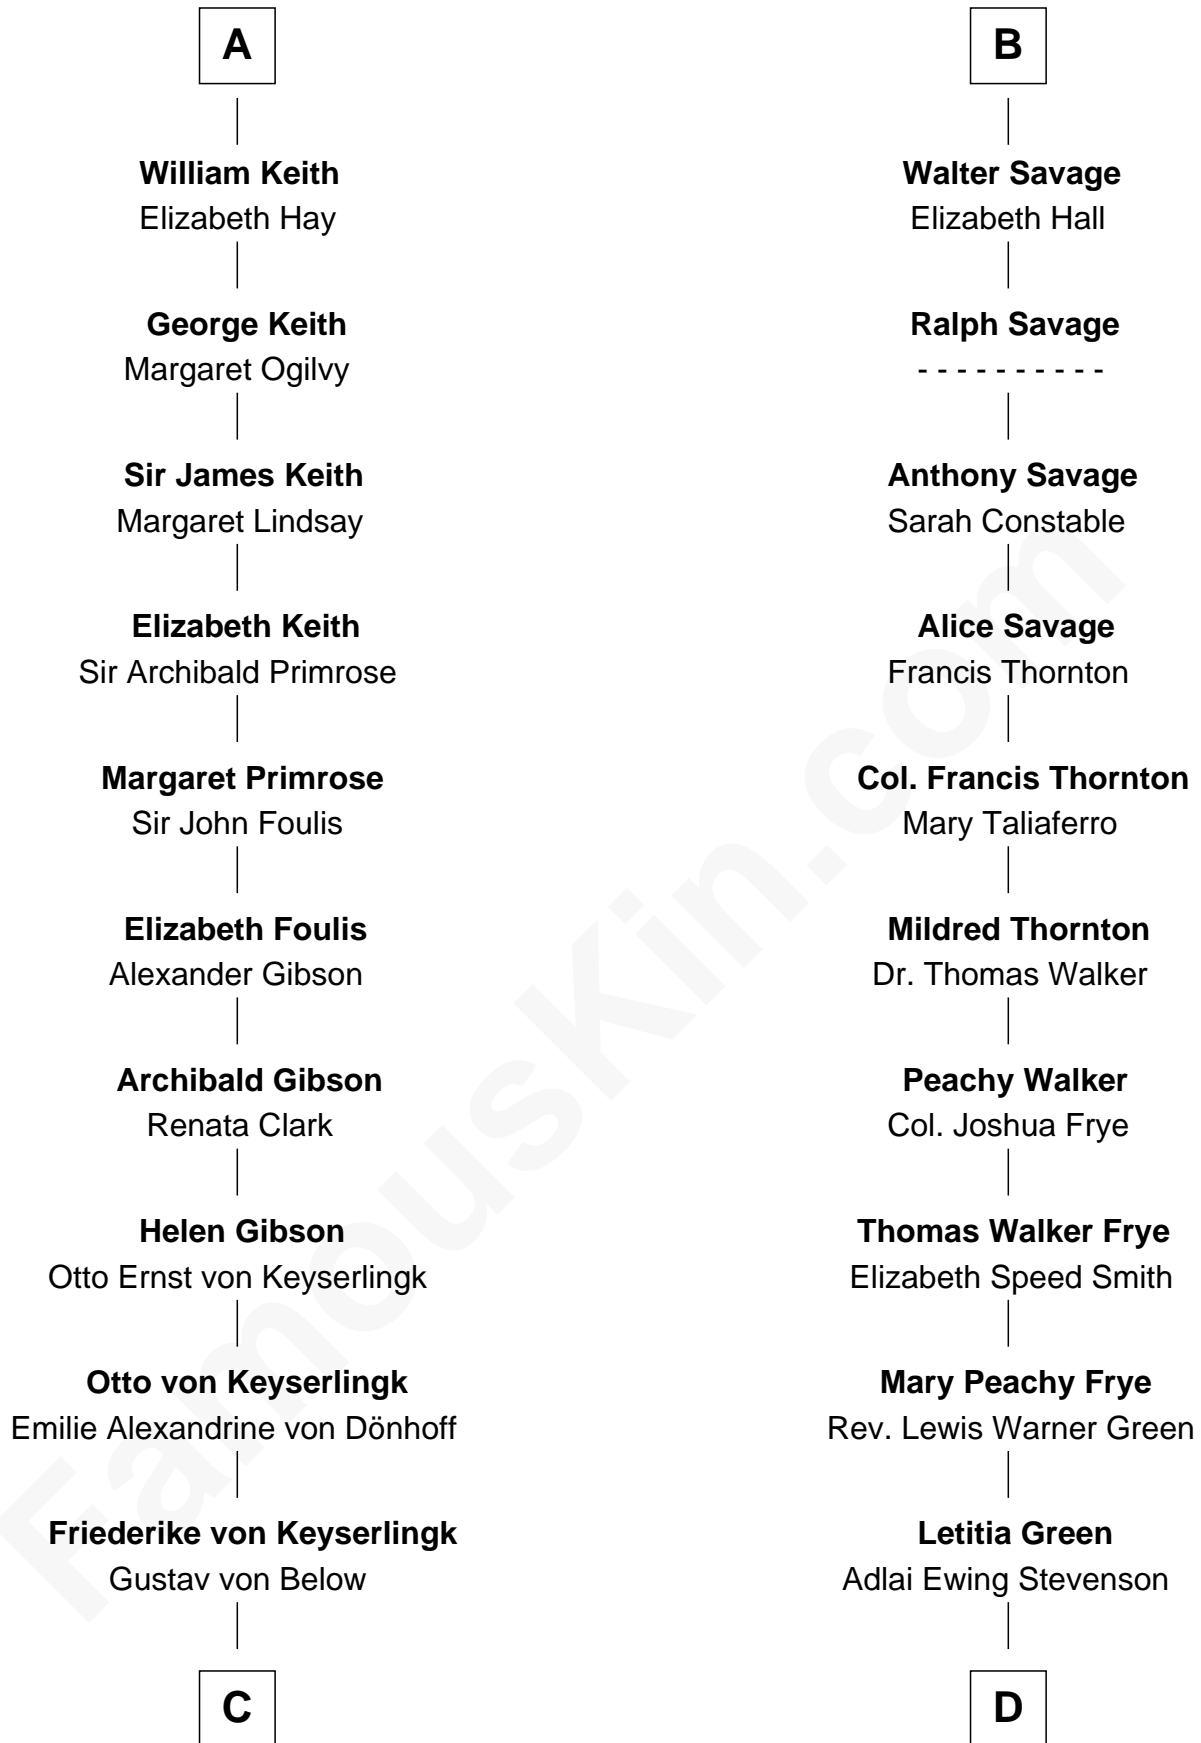 A
William Keith
Elizabeth Hay
George Keith
Margaret Ogilvy
Sir James Keith
Margaret Lindsay
Elizabeth Keith
Sir Archibald Primrose
Margaret Primrose
Sir John Foulis
Elizabeth Foulis
Alexander Gibson
Archibald Gibson
Renata Clark
Helen Gibson
Otto Ernst von Keyserlingk
Otto von Keyserlingk
Emilie Alexandrine von Dönhoff
Friederike von Keyserlingk
Gustav von Below
C
B
Walter Savage
Elizabeth Hall
Ralph Savage
- - - - - - - - - -
Anthony Savage
Sarah Constable
Alice Savage
Francis Thornton
Col. Francis Thornton
Mary Taliaferro
Mildred Thornton
Dr. Thomas Walker
Peachy Walker
Col. Joshua Frye
Thomas Walker Frye
Elizabeth Speed Smith
Mary Peachy Frye
Rev. Lewis Warner Green
Letitia Green
Adlai Ewing Stevenson
D
FamousKin.com